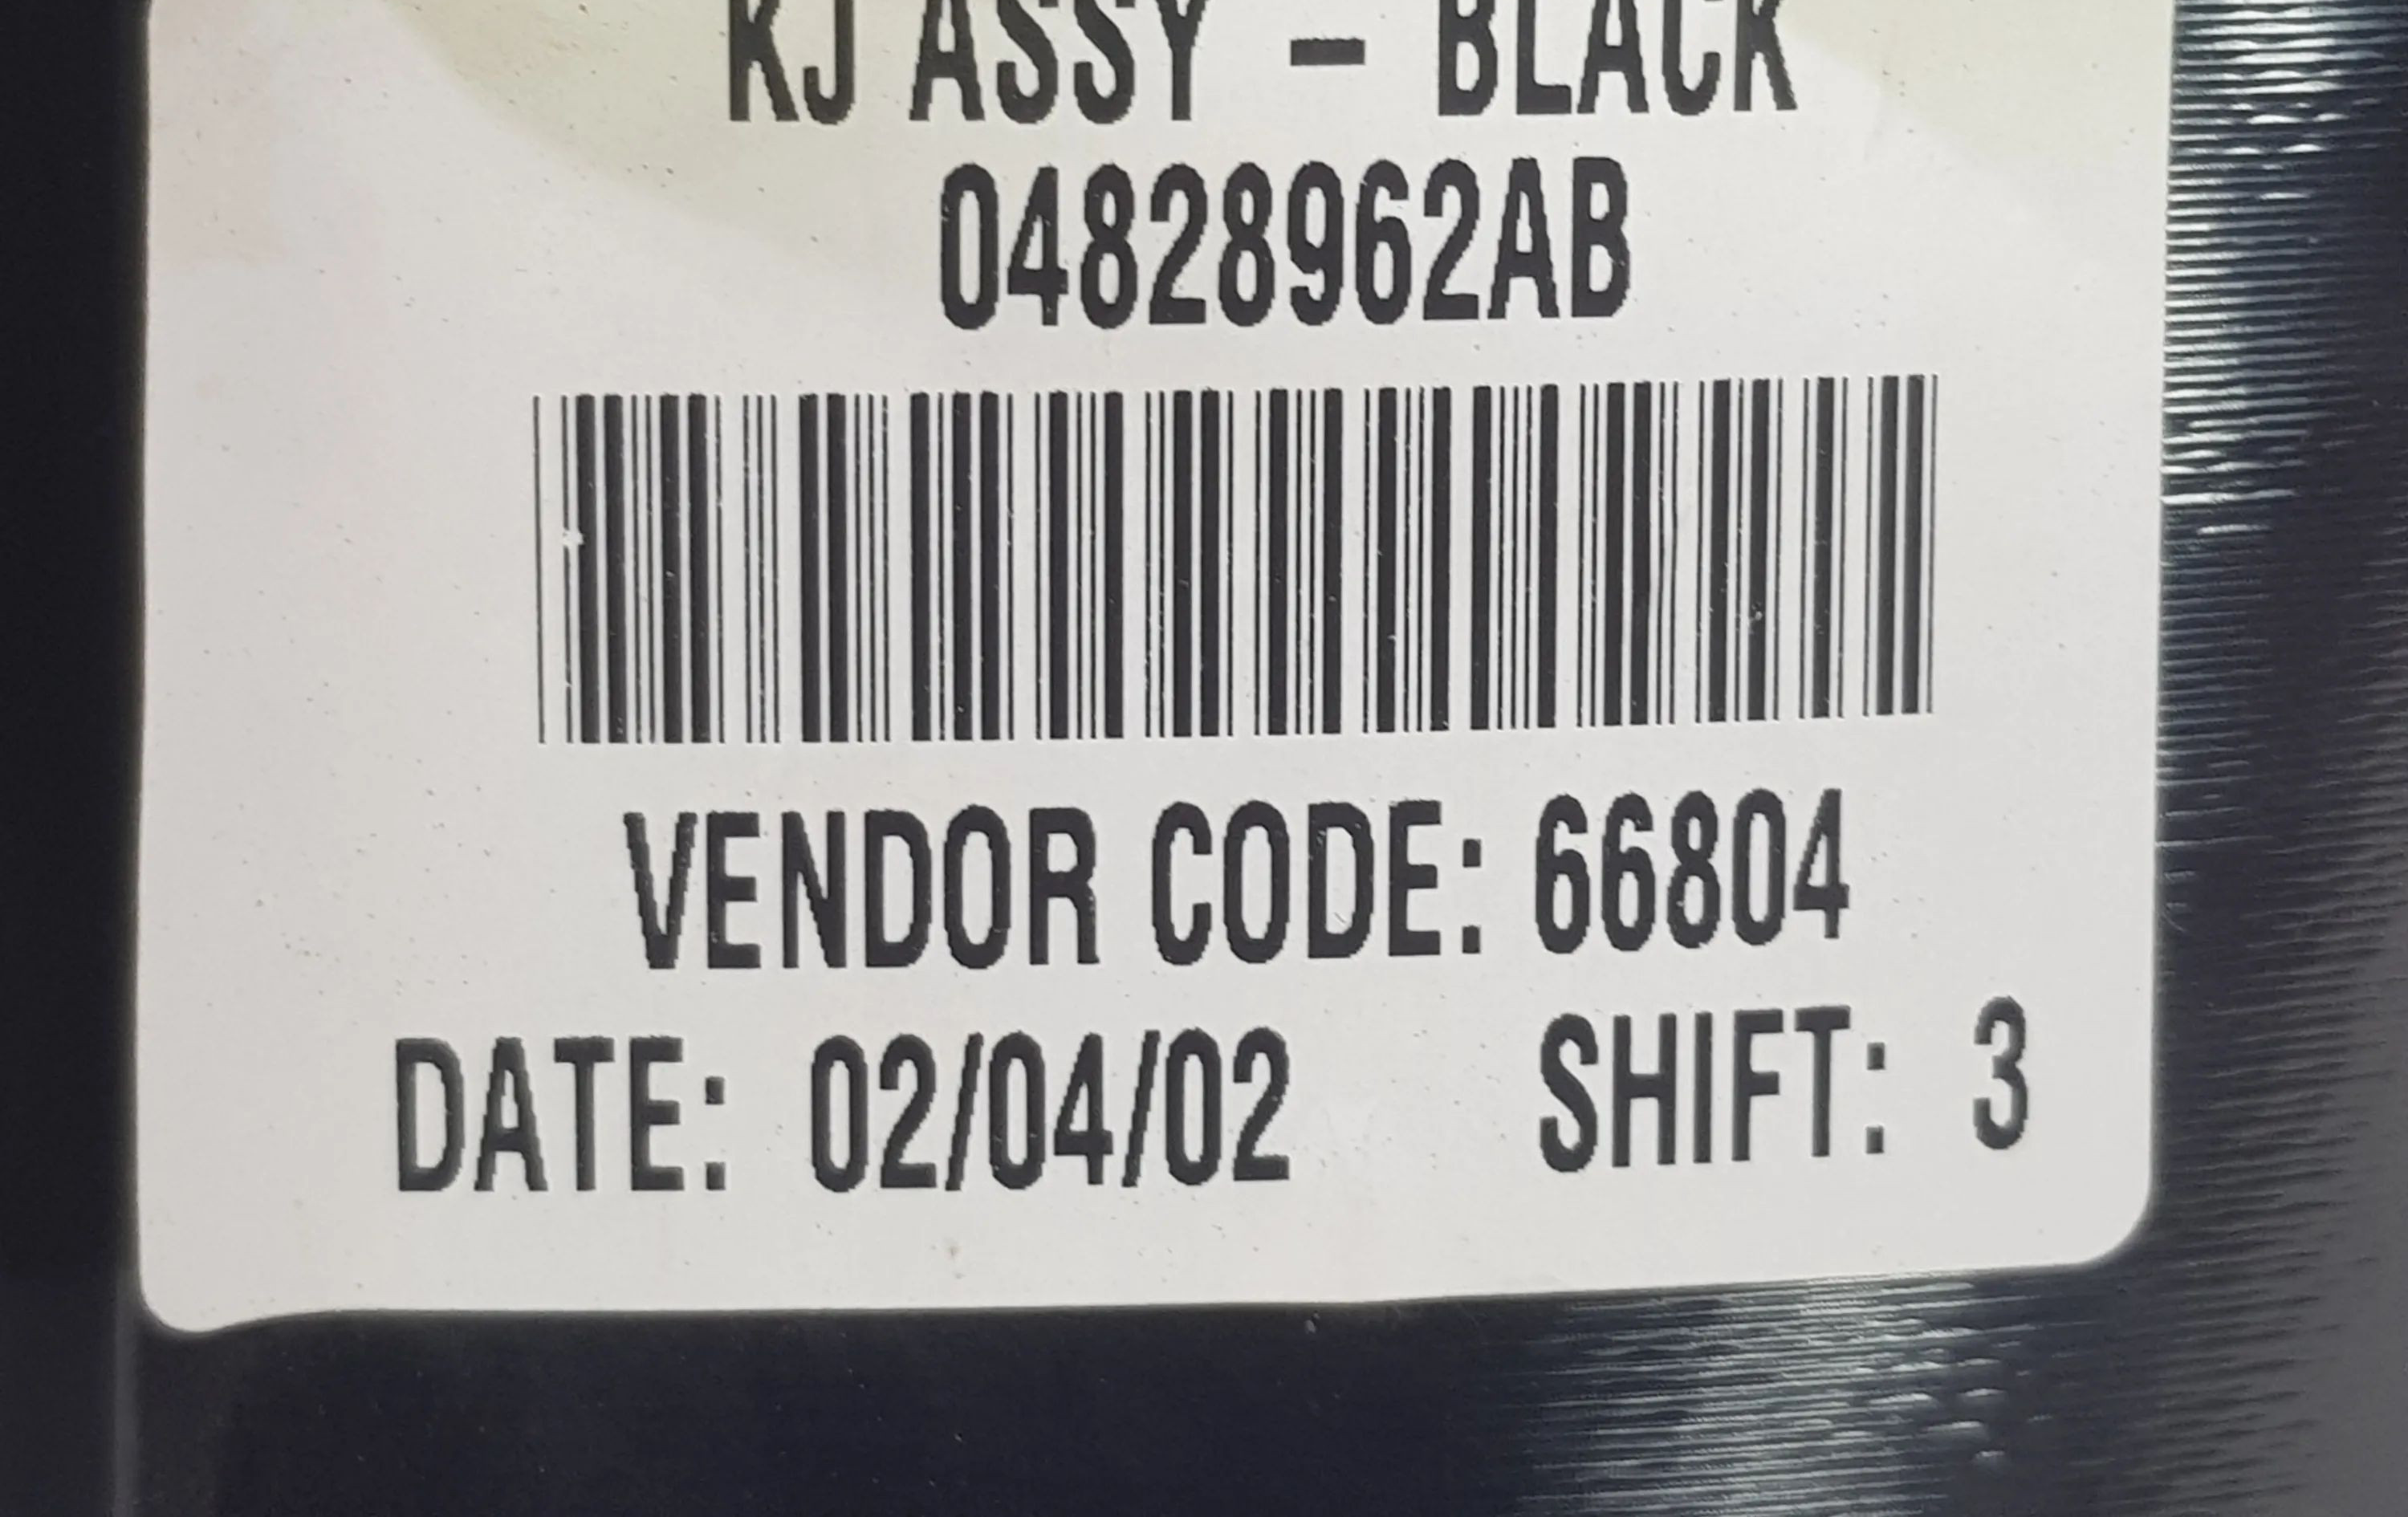 KJ ASSY - BLACK
04828962AB
VENDOR CODE: 66804
DATE: 02/04/02 SHIFT: 3